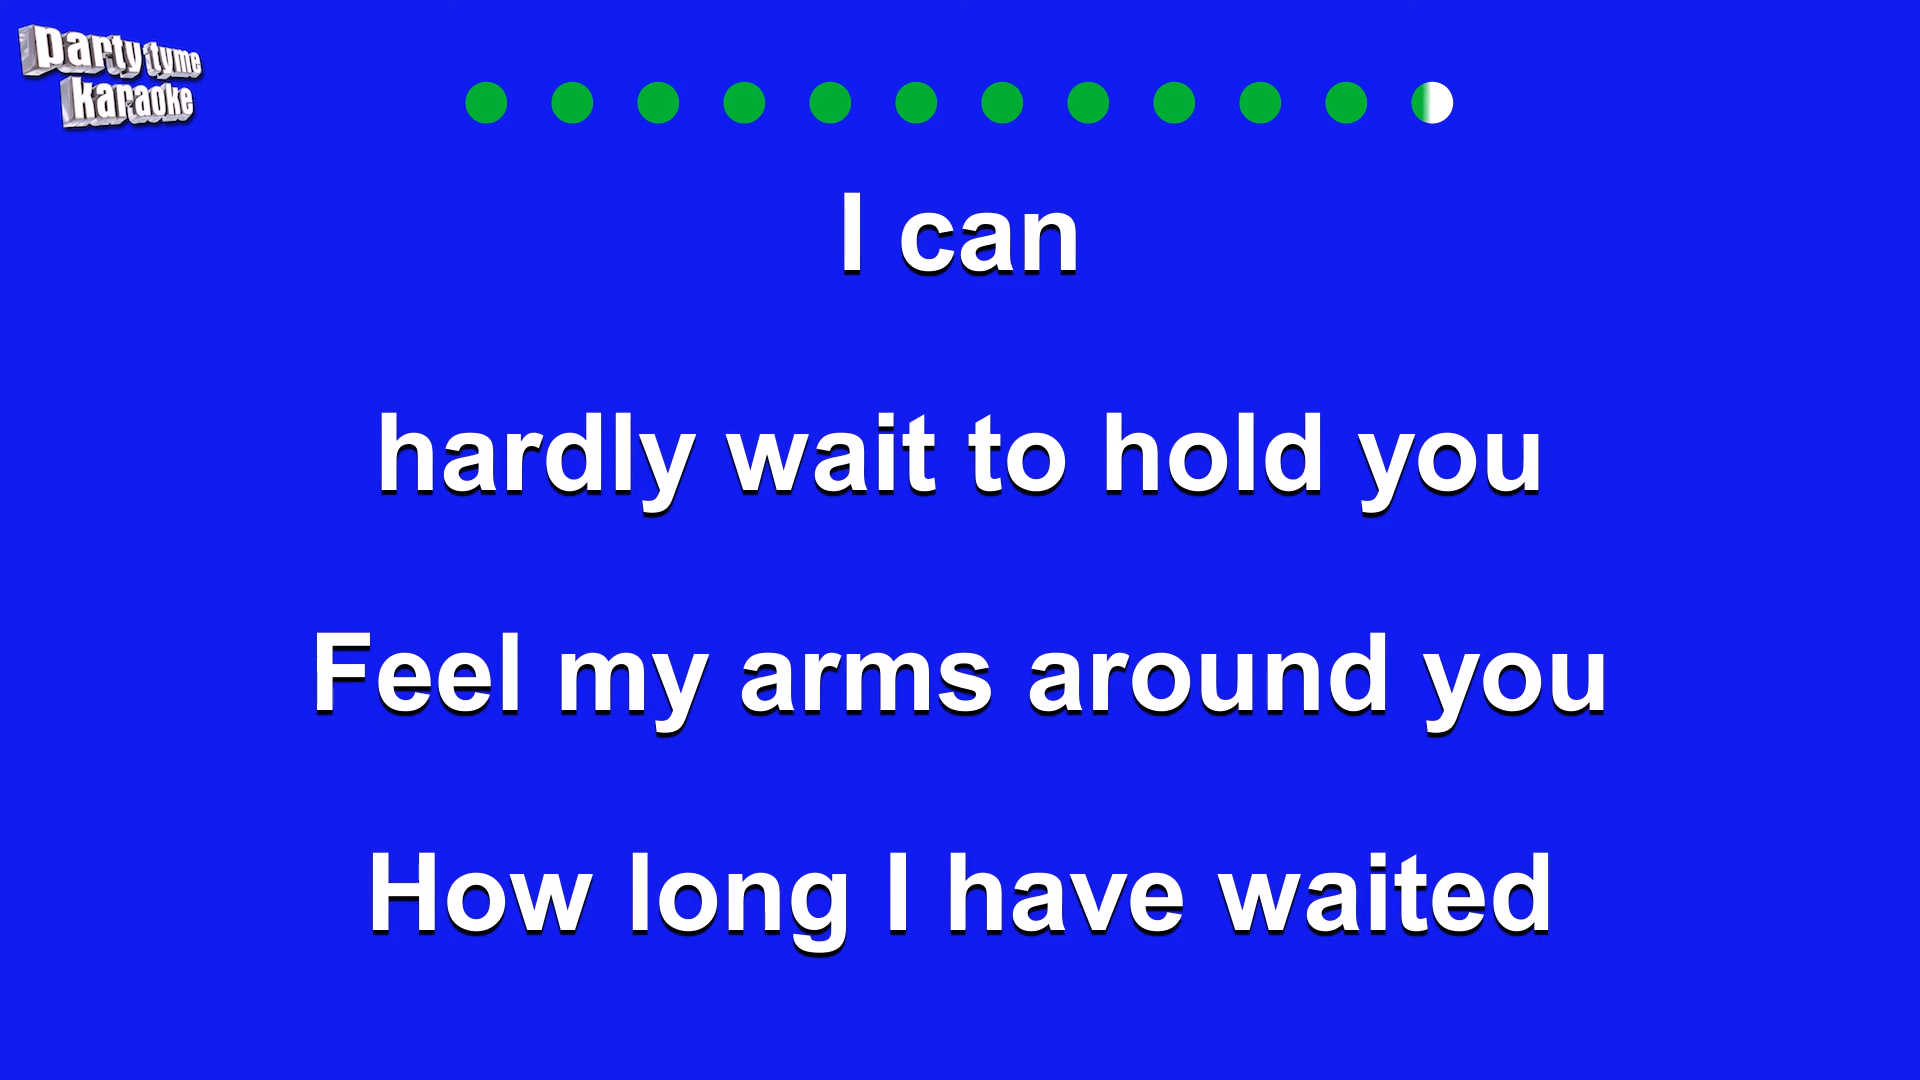 party tyme
karaoke
I can
hardly wait to hold you
Feel my arms around you
How long I have waited